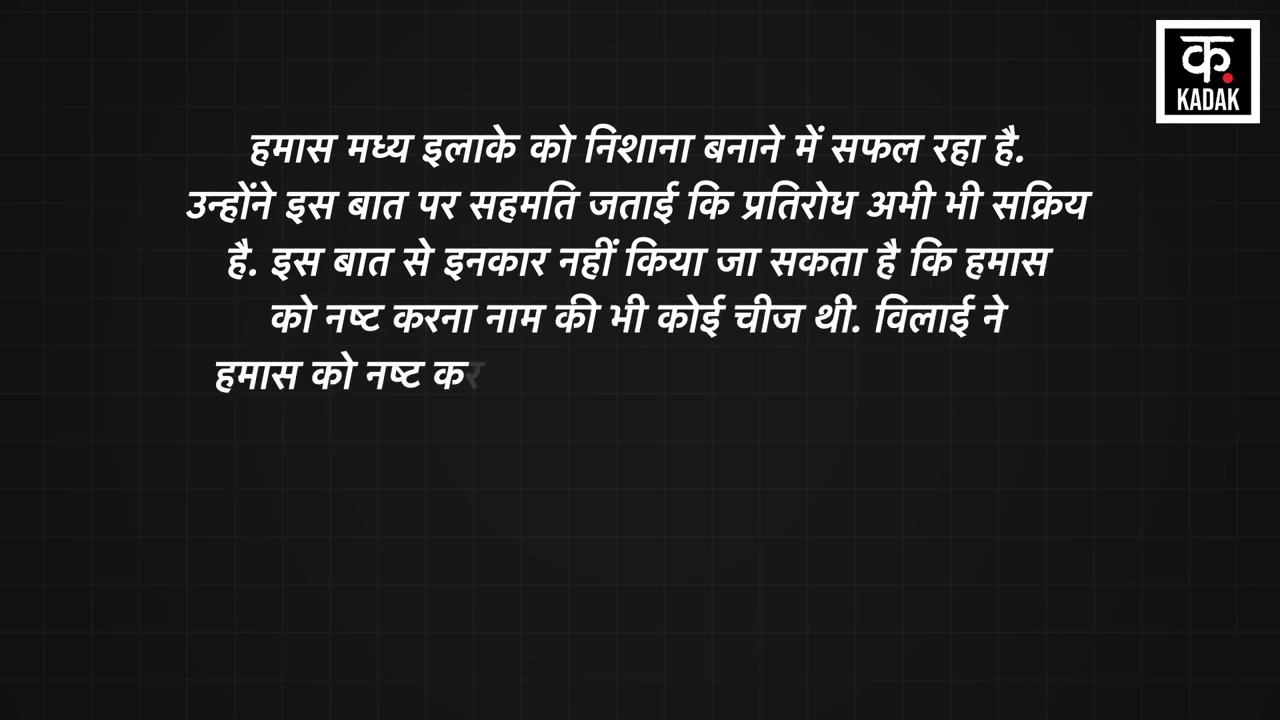 क
KADAK
हमास मध्य इलाके को निशाना बनाने में सफल रहा है.
उन्होंने इस बात पर सहमति जताई कि प्रतिरोध अभी भी सक्रिय
है. इस बात से इनकार नहीं किया जा सकता है कि हमास
को नष्ट करना नाम की भी कोई चीज थी. विलाई ने
हमास को नष्ट कर